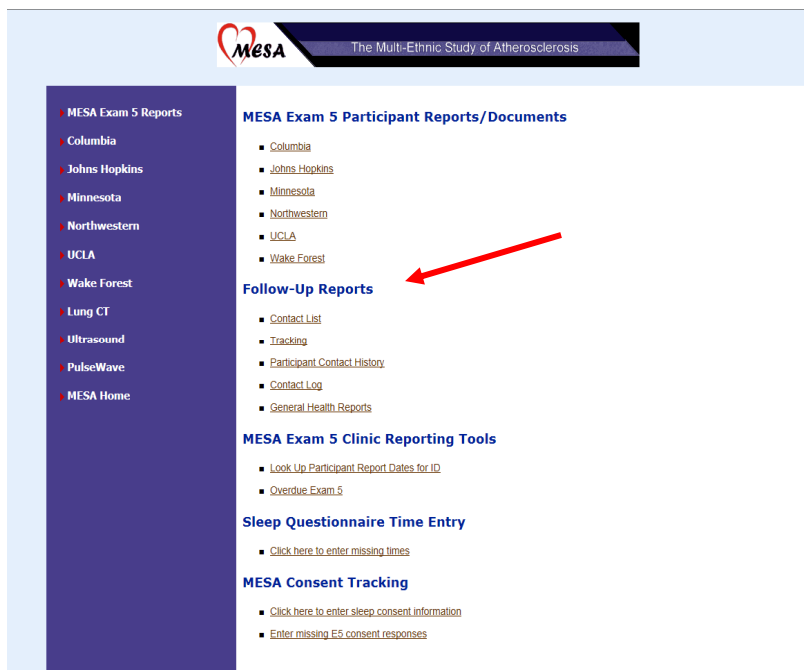 MESA The Multi-Ethnic Study of Atherosclerosis
MESA Exam 5 Reports
Columbia
Johns Hopkins
Minnesota
Northwestern
UCLA
Wake Forest
Lung CT
Ultrasound
PulseWave
MESA Home
MESA Exam 5 Participant Reports/Documents
Columbia
Johns Hopkins
Minnesota
Northwestern
UCLA
Wake Forest
Follow-Up Reports
Contact List
Tracking
Participant Contact History
Contact Log
General Health Reports
MESA Exam 5 Clinic Reporting Tools
Look Up Participant Report Dates for ID
Overdue Exam 5
Sleep Questionnaire Time Entry
Click here to enter missing times
MESA Consent Tracking
Click here to enter sleep consent information
Enter missing E5 consent responses